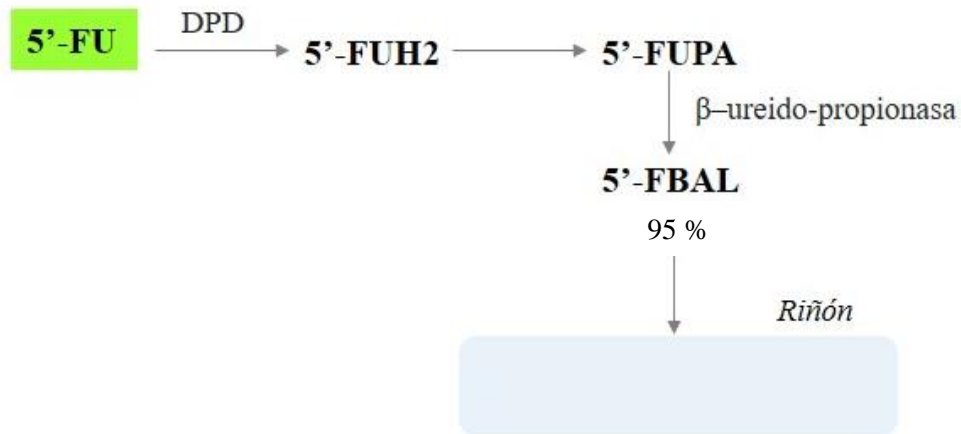 5’-FU
DPD
5’-FUH2
5’-FUPA
β–ureido-propionasa
5’-FBAL
95 %
Riñón